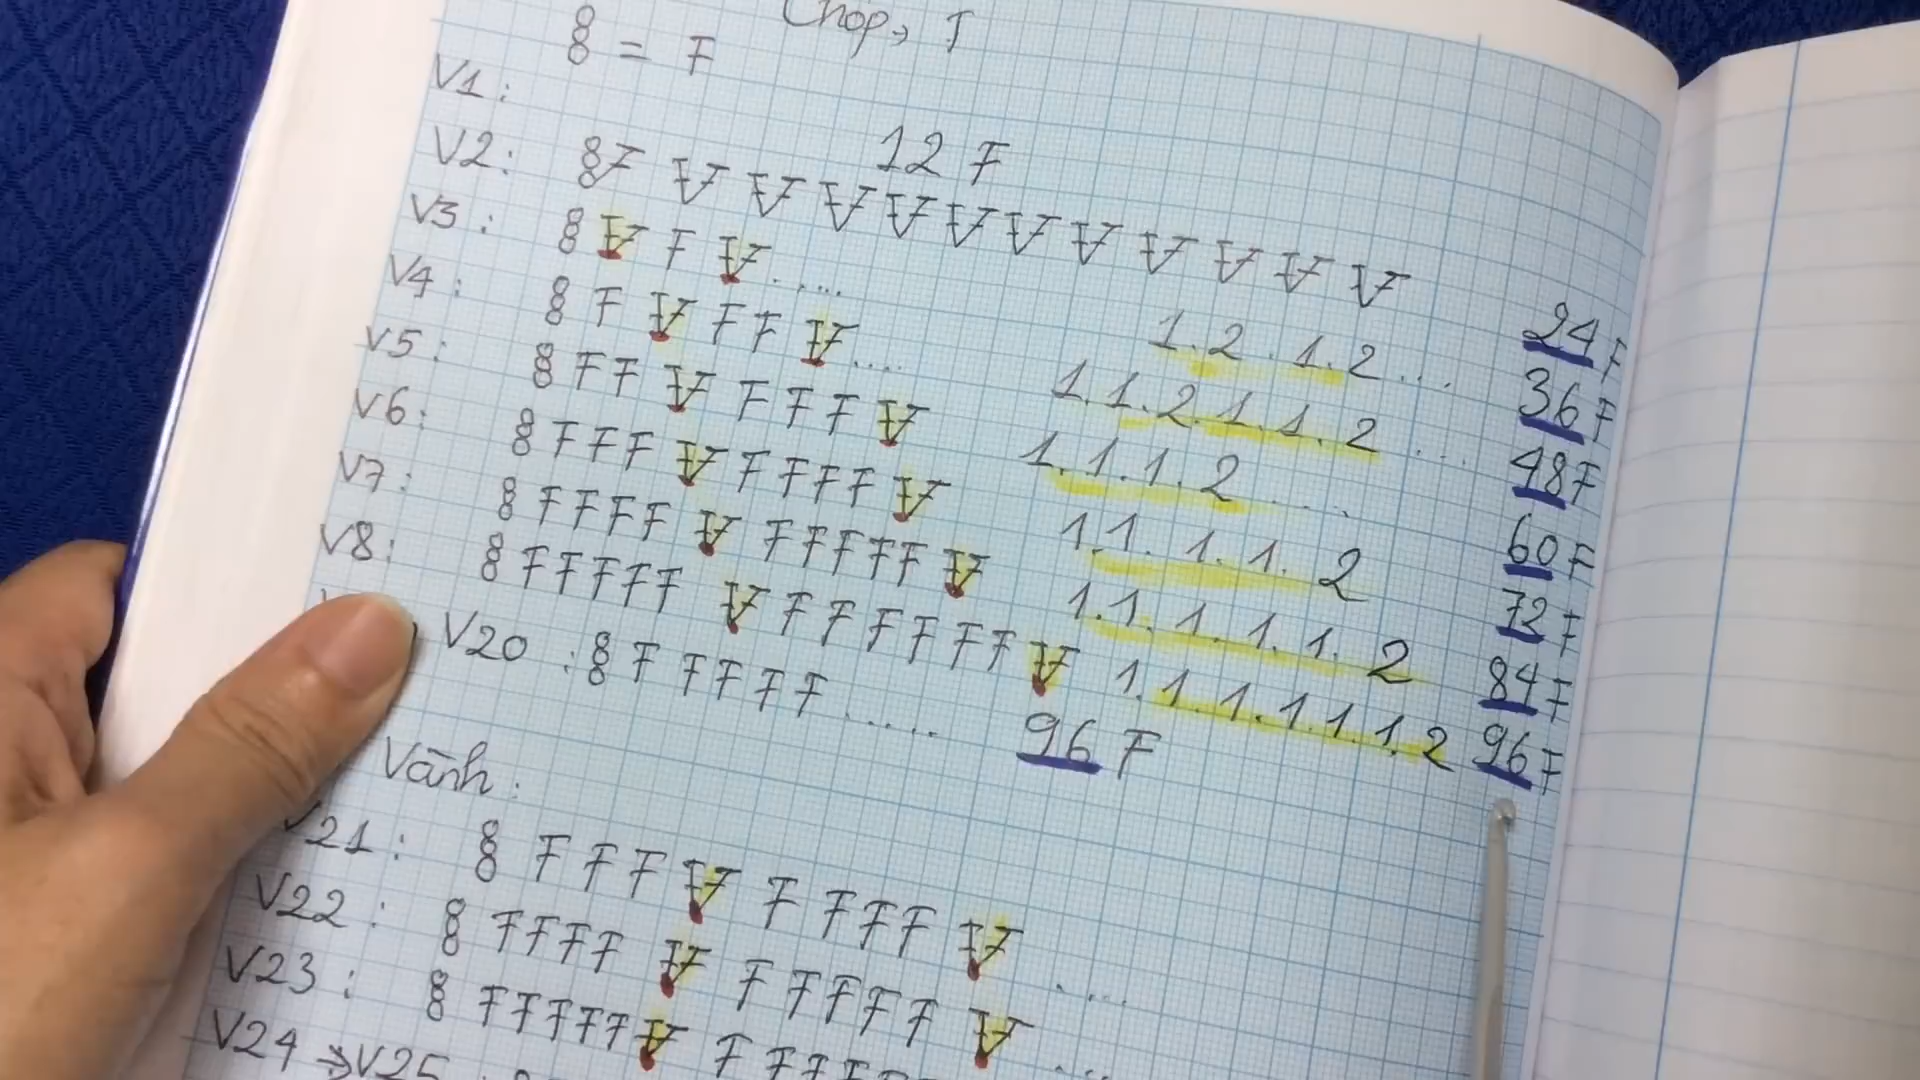 8 = F
V1: 12 F
V2: 8F V V V V V V V V V V V 24 F
V3: 8 V F V..... 1.2.1.2... 36 F
V4: 8 F V F F V.... 1.1.2.1.1.2.... 48 F
V5: 8 F F V F F F V 1.1.1.2..... 60 F
V6: 8 F F F V F F F F V 1.1.1.1.2 72 F
V7: 8 F F F F V F F F F F V 1.1.1.1.1.2 84 F
V8: 8 F F F F F V F F F F F F V 1.1.1.1.1.1.2 96 F
V20: 8 F F F F F ...... 96 F
Vành:
V21: 8 F F F V F F F F V
V22: 8 F F F F V F F F F F V ....
V23: 8 F F F F F V F
V24 → V25: